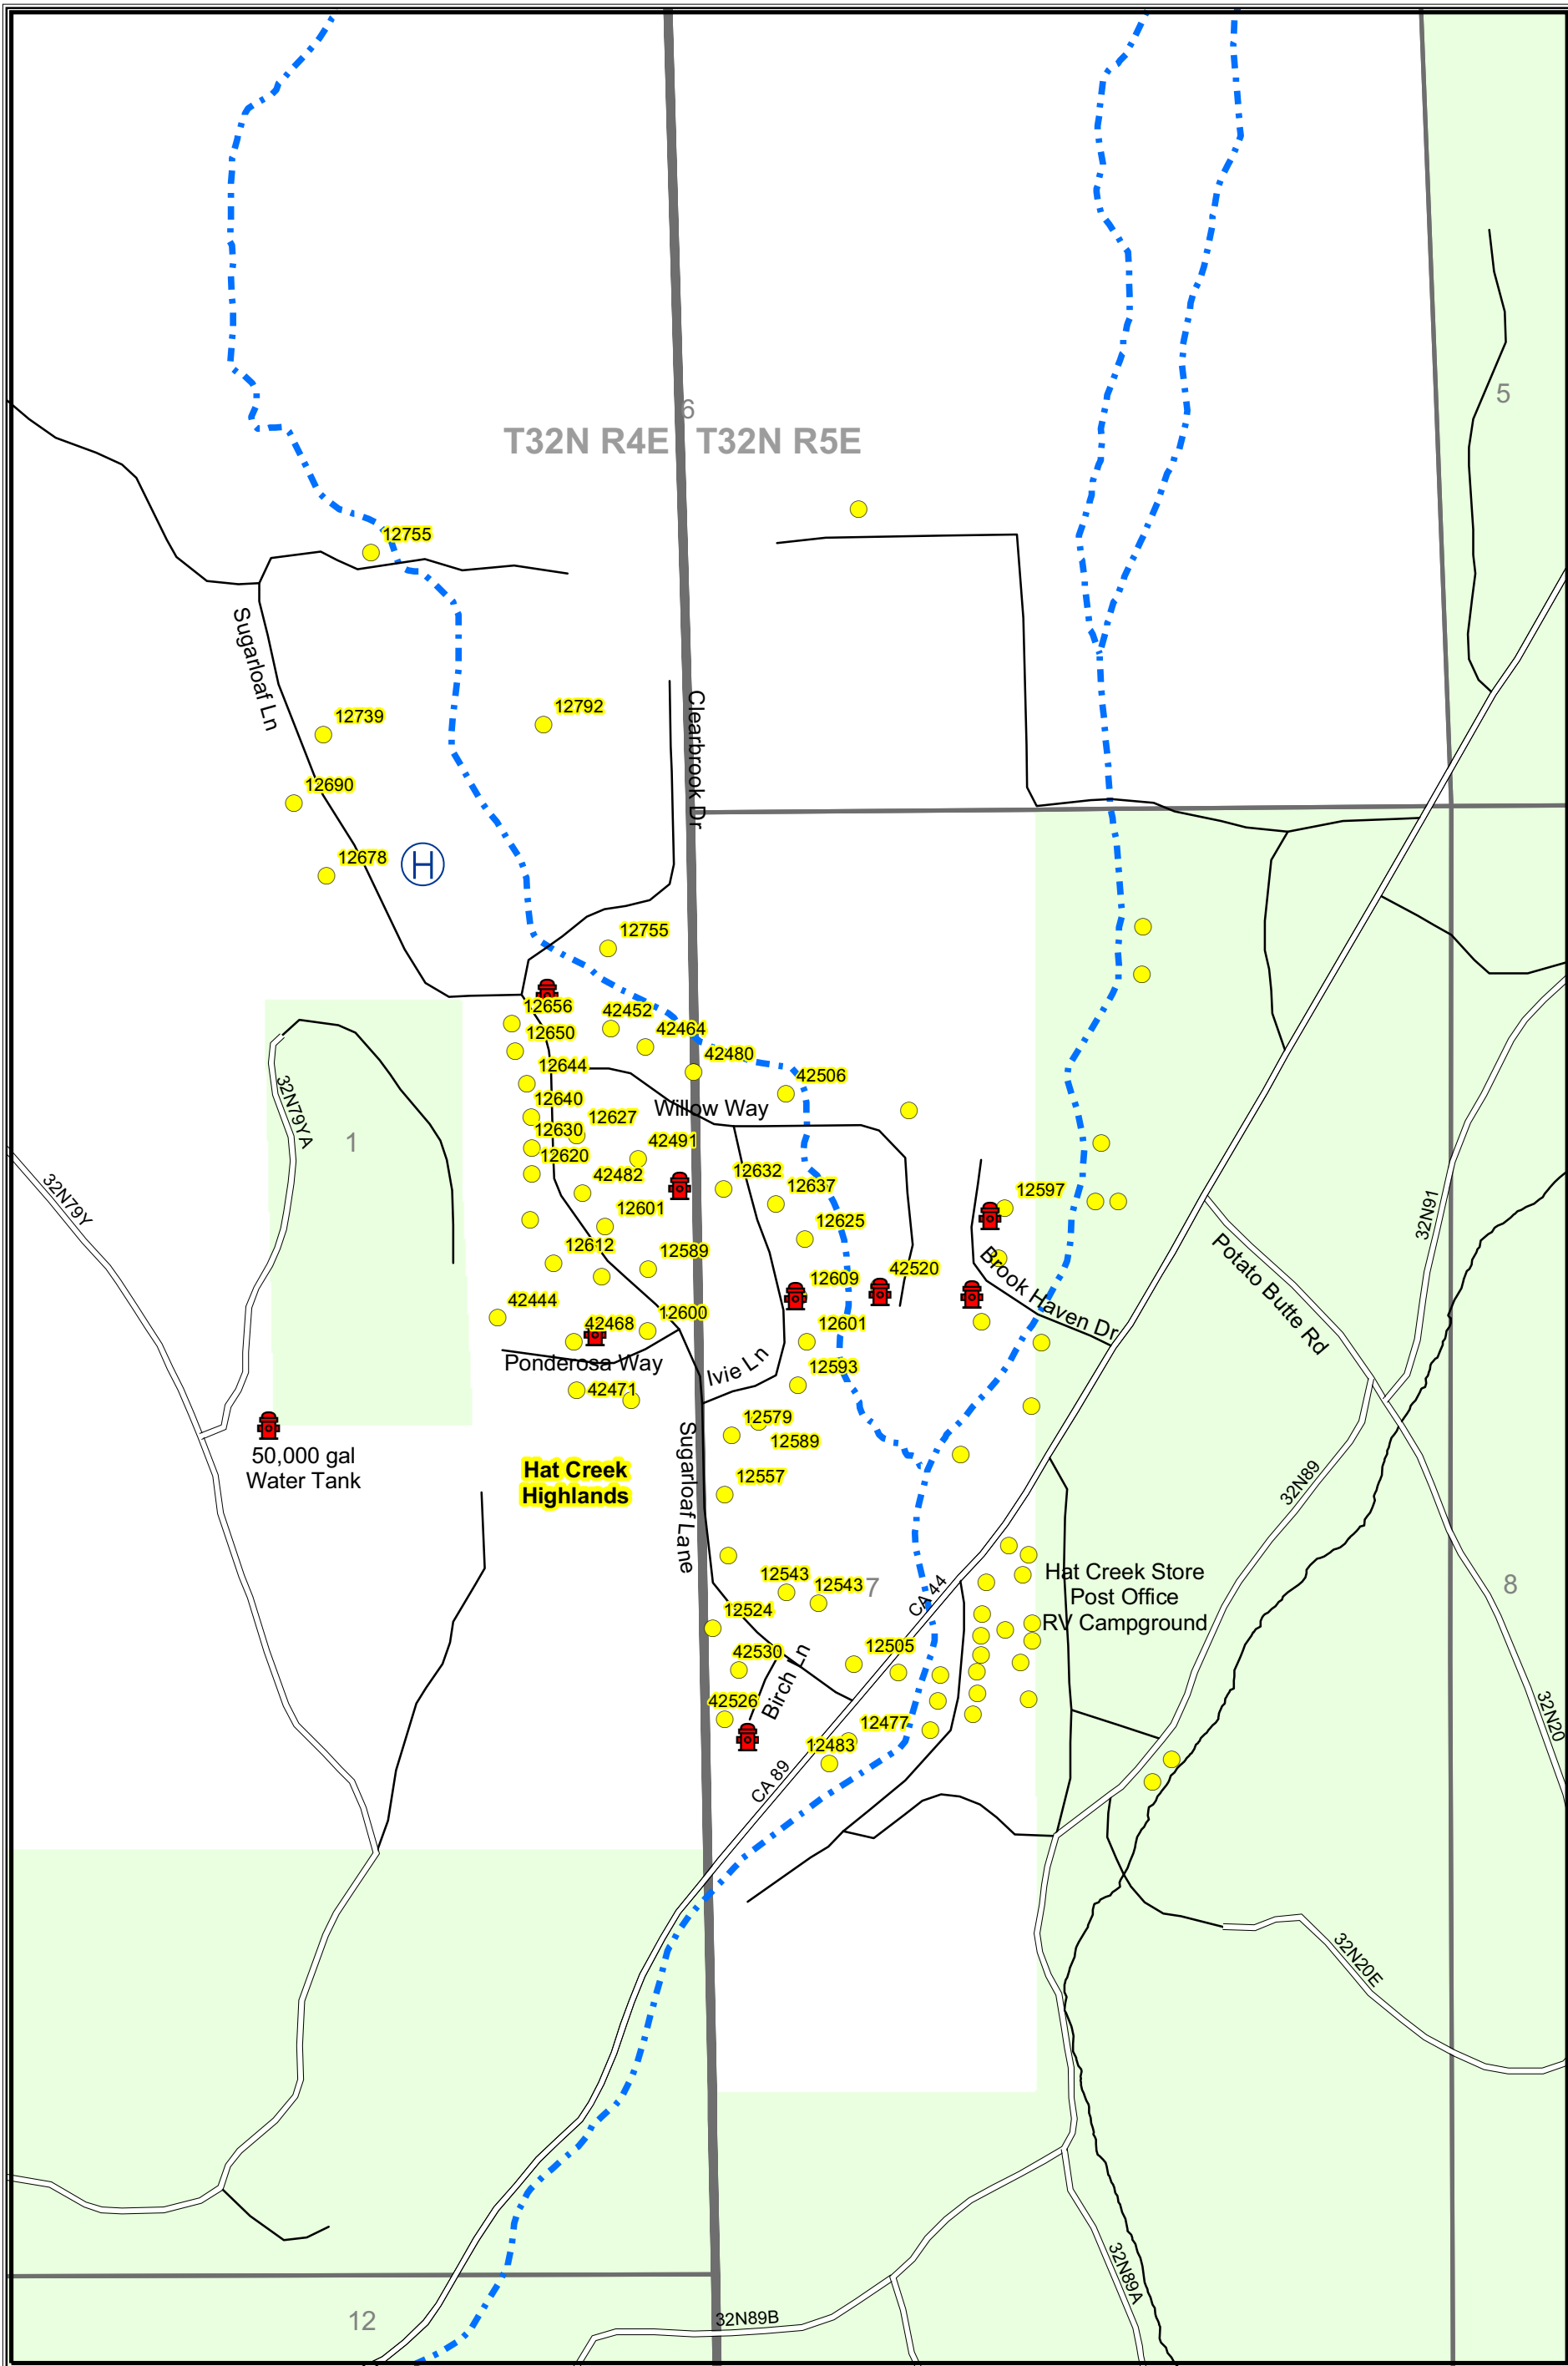 5
6
T32N R4E
T32N R5E
12755
Sugarloaf Ln
12739
12792
Clearbrook Dr
12690
12678
H
12755
12656
42452
12650
42464
42480
12644
42506
32N79YA
12640
Willow Way
12627
12630
1
42491
12620
42482
12632
32N79Y
12637
12597
12601
12625
32N91
12612
12589
Brook Haven Dr
Potato Butte Rd
42520
12609
42444
12600
42468
12601
Ponderosa Way
Ivie Ln
12593
42471
12579
12589
50,000 gal
Water Tank
Hat Creek
Highlands
12557
Sugarloaf Lane
32N89
12543
12543
7
CA 44
Hat Creek Store
Post Office
RV Campground
8
12524
12505
42530
Birch Ln
42526
12477
32N20
12483
CA 89
32N20E
32N89A
12
32N89B